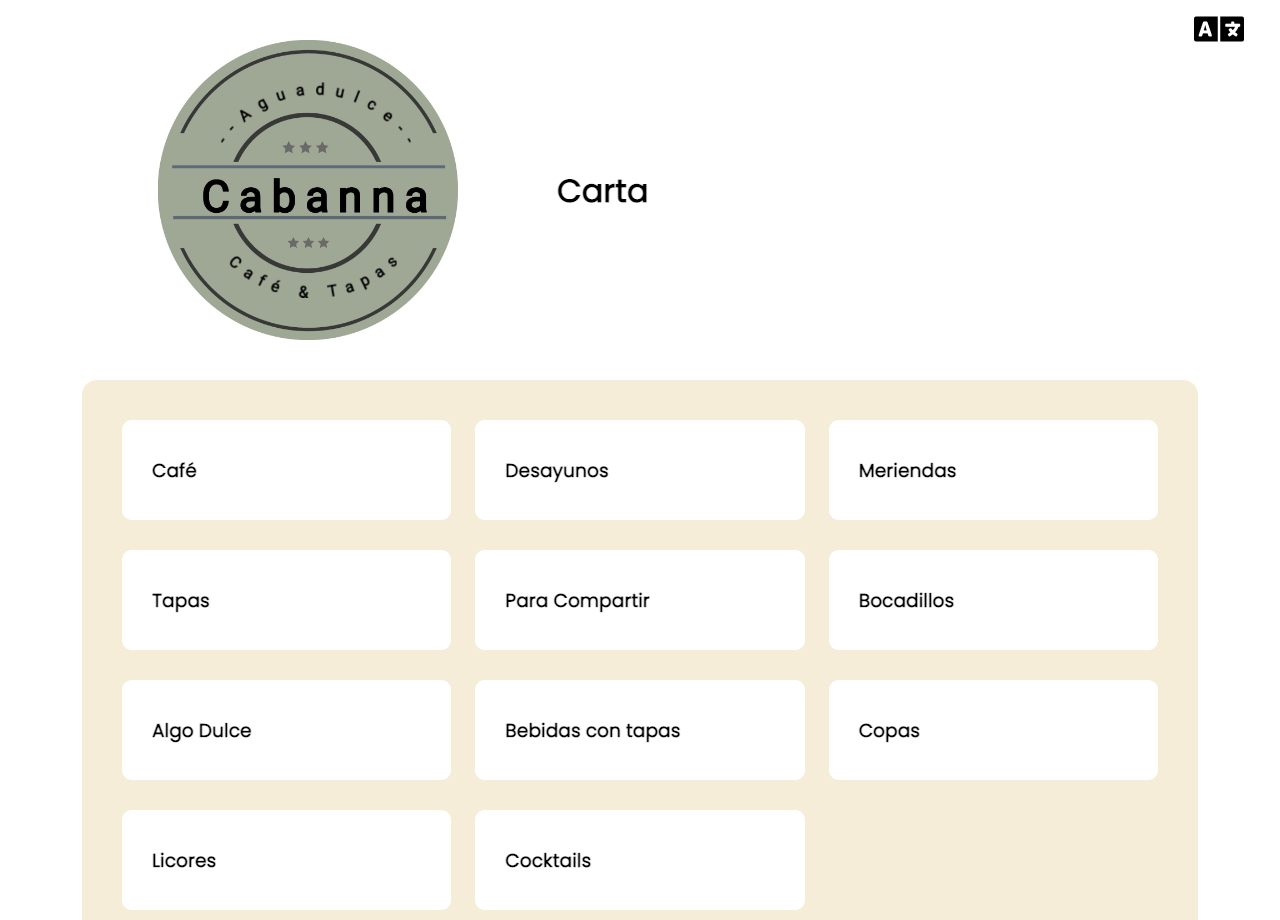 A 文
--Aguadulce--
Cabanna
Café & Tapas
Carta
Café
Desayunos
Meriendas
Tapas
Para Compartir
Bocadillos
Algo Dulce
Bebidas con tapas
Copas
Licores
Cocktails